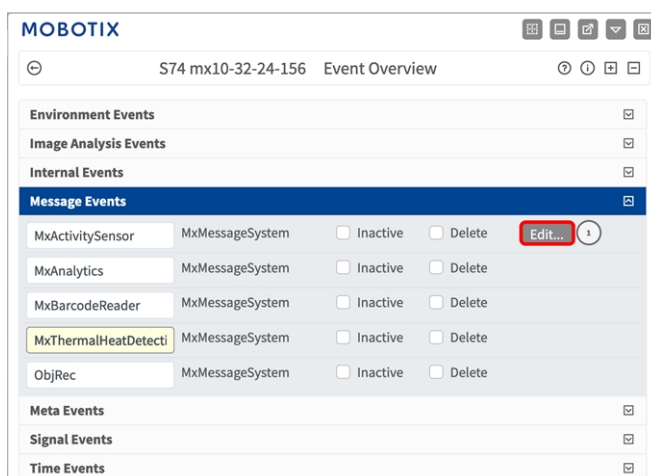 MOBOTIX
S74 mx10-32-24-156 Event Overview
Environment Events
Image Analysis Events
Internal Events
Message Events
MxActivitySensor MxMessageSystem Inactive Delete Edit... 1
MxAnalytics MxMessageSystem Inactive Delete
MxBarcodeReader MxMessageSystem Inactive Delete
MxThermalHeatDetecti MxMessageSystem Inactive Delete
ObjRec MxMessageSystem Inactive Delete
Meta Events
Signal Events
Time Events